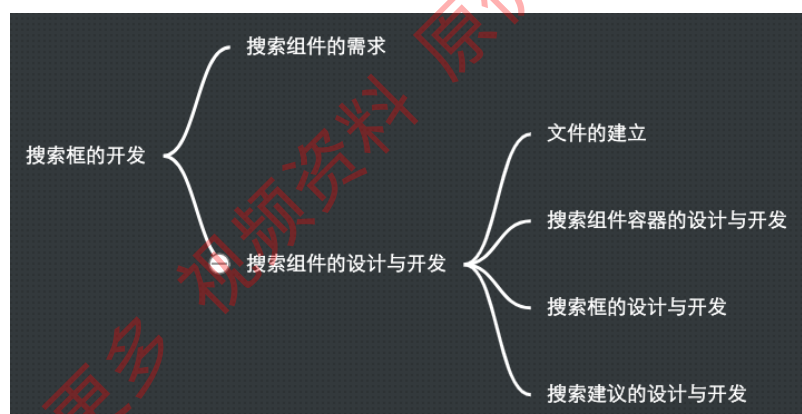 搜索组件的需求
文件的建立
搜索框的开发
搜索组件容器的设计与开发
搜索组件的设计与开发
搜索框的设计与开发
搜索建议的设计与开发
更多 视频资料 原